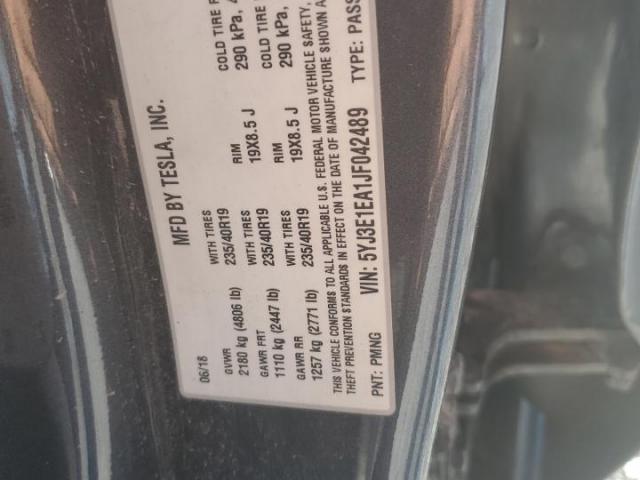 MFD BY TESLA, INC.
06/18
GVWR
2180 kg (4806 lb)
WITH TIRES
235/40R19
RIM
19X8.5 J
COLD TIRE
290 kPa,
GAWR FRT
1110 kg (2447 lb)
WITH TIRES
235/40R19
RIM
19X8.5 J
COLD TIRE
290 kPa,
GAWR RR
1257 kg (2771 lb)
WITH TIRES
235/40R19
THIS VEHICLE CONFORMS TO ALL APPLICABLE U.S. FEDERAL MOTOR VEHICLE SAFETY,
THEFT PREVENTION STANDARDS IN EFFECT ON THE DATE OF MANUFACTURE SHOWN A
PNT: PMNG
VIN: 5YJ3E1EA1JF042489
TYPE: PASS